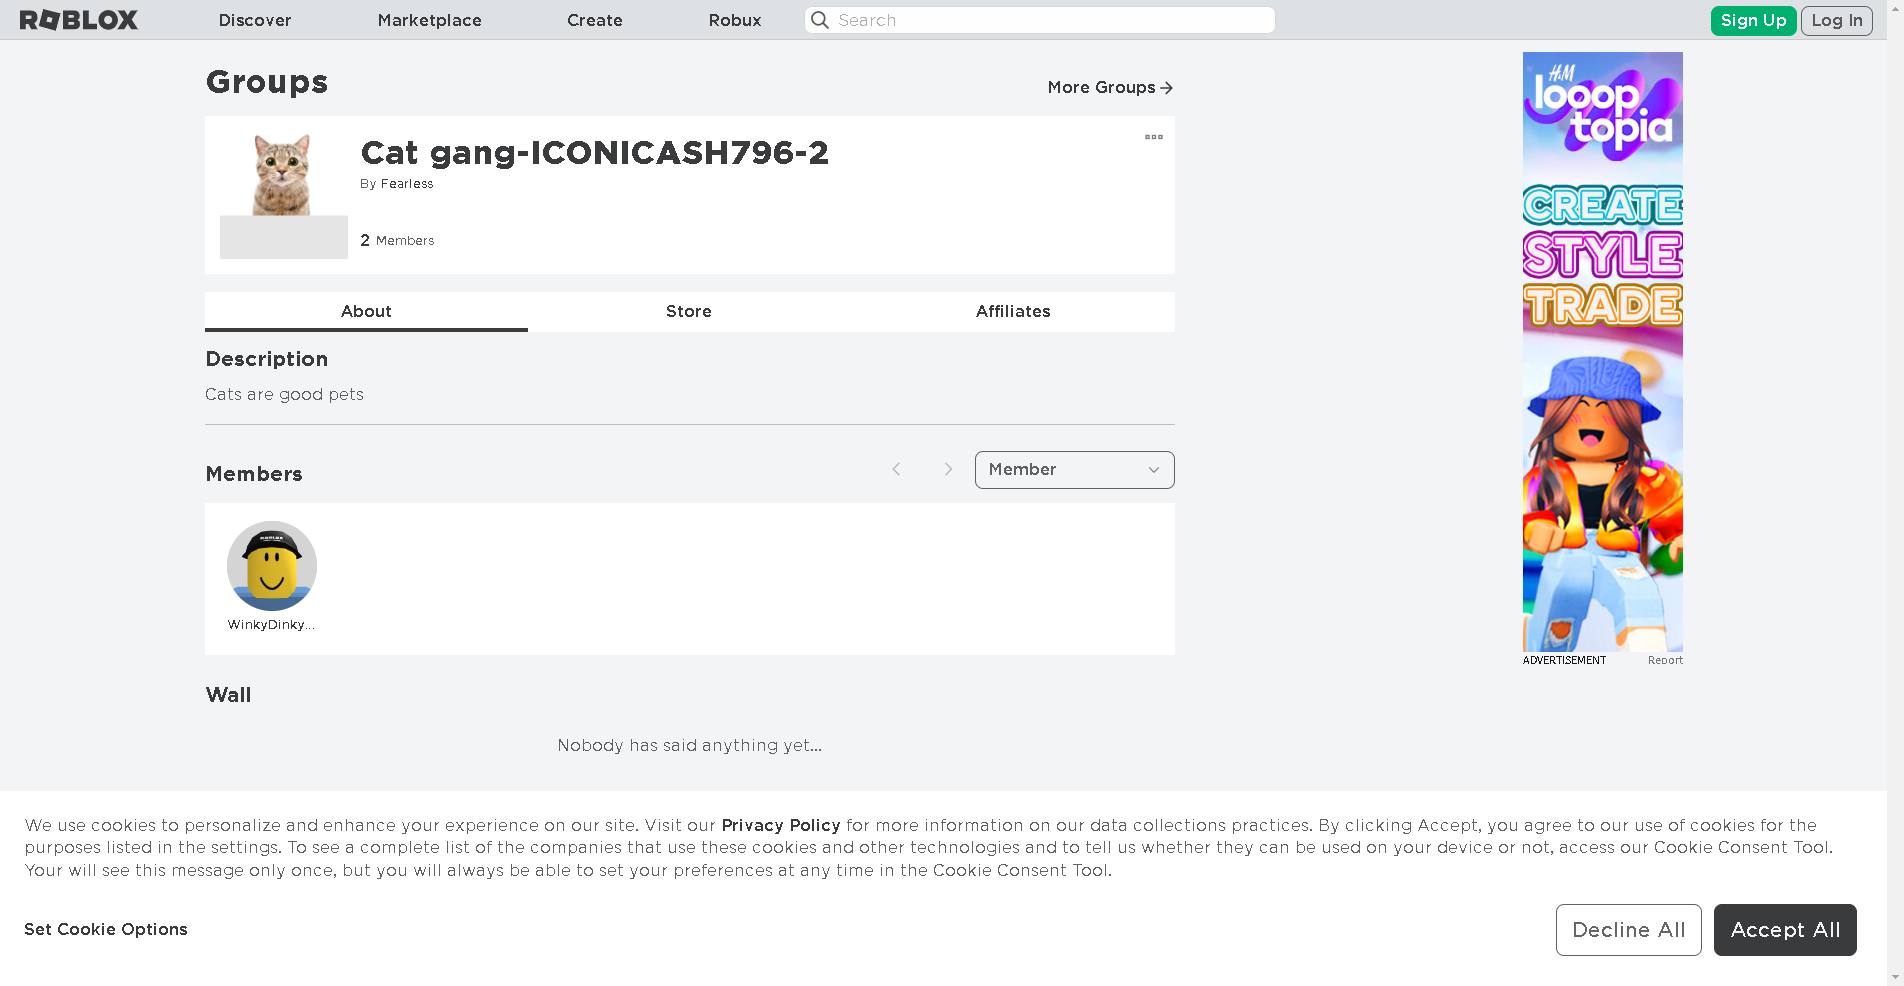 ROBLOX Discover Marketplace Create Robux Search Sign Up Log In
Groups
More Groups
Cat gang-ICONICASH796-2
By Fearless
2 Members
About Store Affiliates
Description
Cats are good pets
Members
Member
ROBLOX
WinkyDinky...
Wall
Nobody has said anything yet...
H&M
looop
topia
CREATE
STYLE
TRADE
ADVERTISEMENT Report
We use cookies to personalize and enhance your experience on our site. Visit our Privacy Policy for more information on our data collections practices. By clicking Accept, you agree to our use of cookies for the
purposes listed in the settings. To see a complete list of the companies that use these cookies and other technologies and to tell us whether they can be used on your device or not, access our Cookie Consent Tool.
Your will see this message only once, but you will always be able to set your preferences at any time in the Cookie Consent Tool.
Set Cookie Options
Decline All Accept All